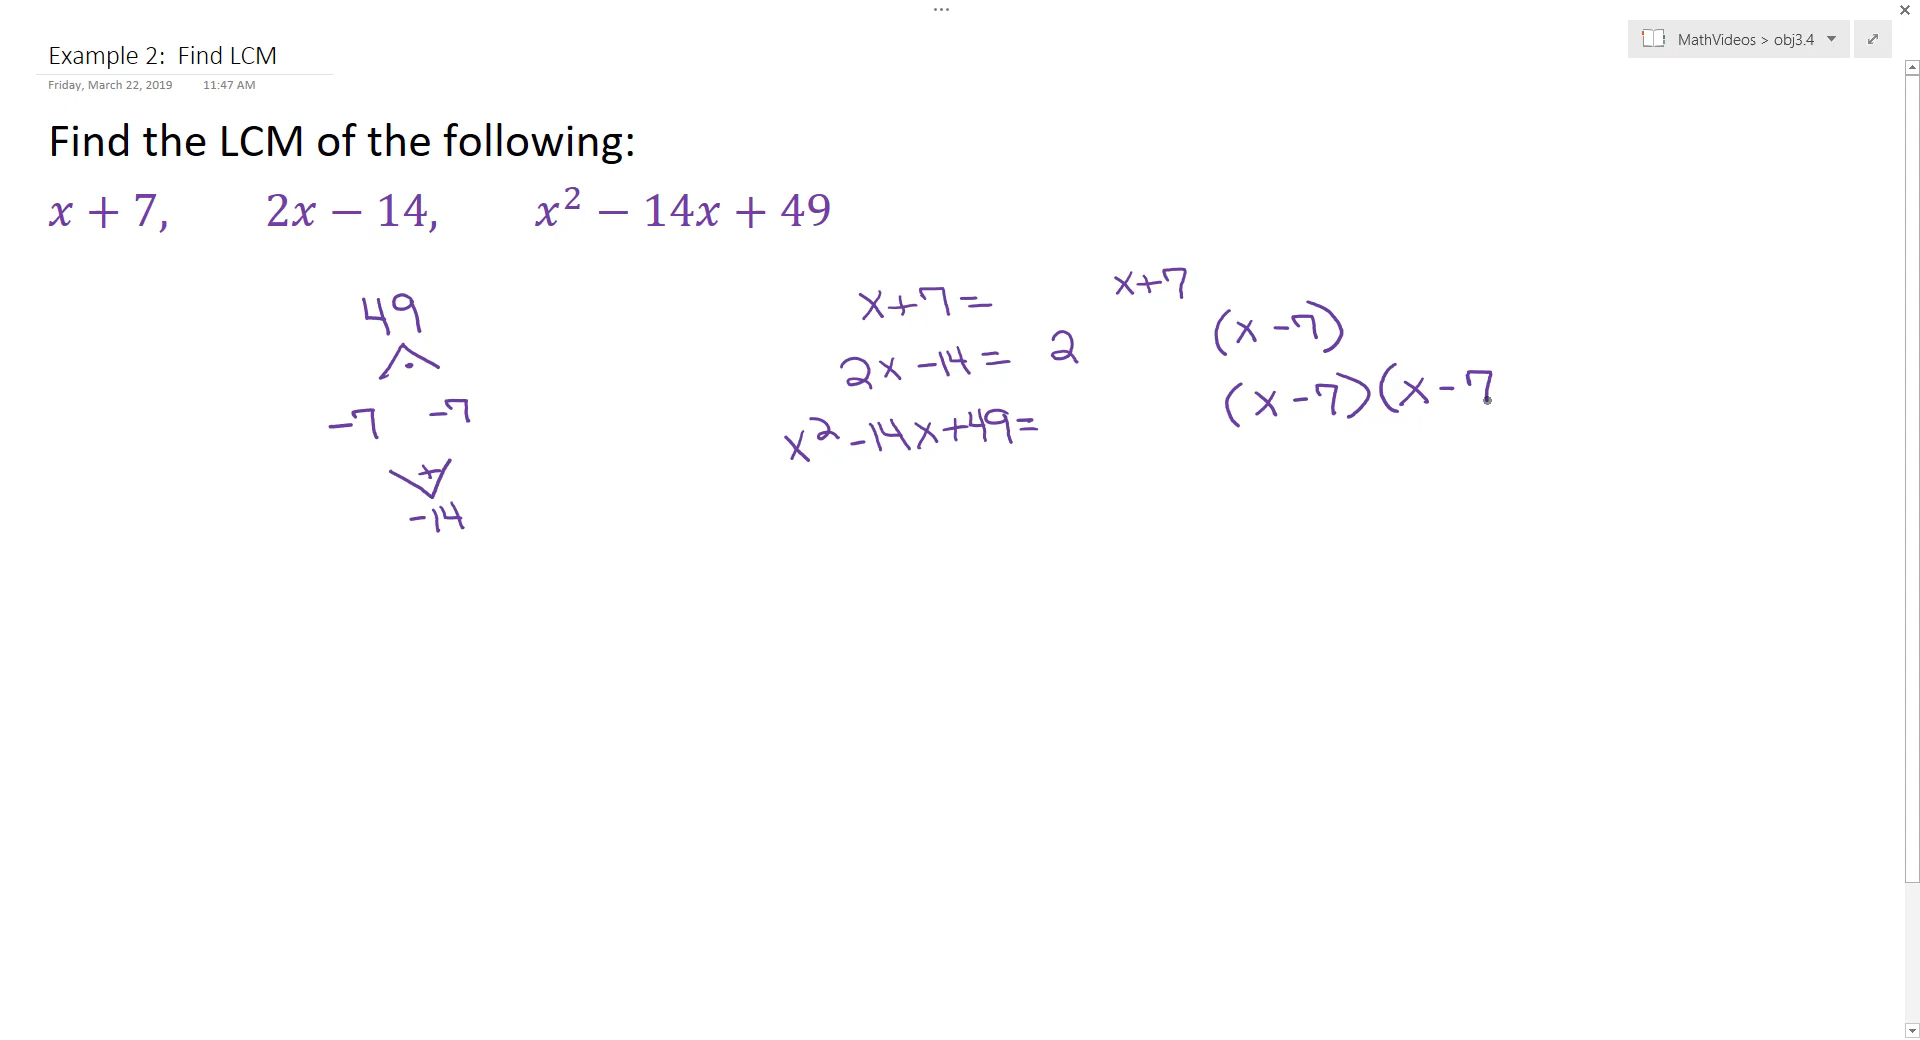 ...
MathVideos > obj3.4
Example 2: Find LCM
Friday, March 22, 2019 11:47 AM
Find the LCM of the following:
x + 7, 2x − 14, x² − 14x + 49
49
·
-7 -7
+
-14
x+7= x+7
2x-14= 2 (x-7)
x²-14x+49= (x-7)(x-7